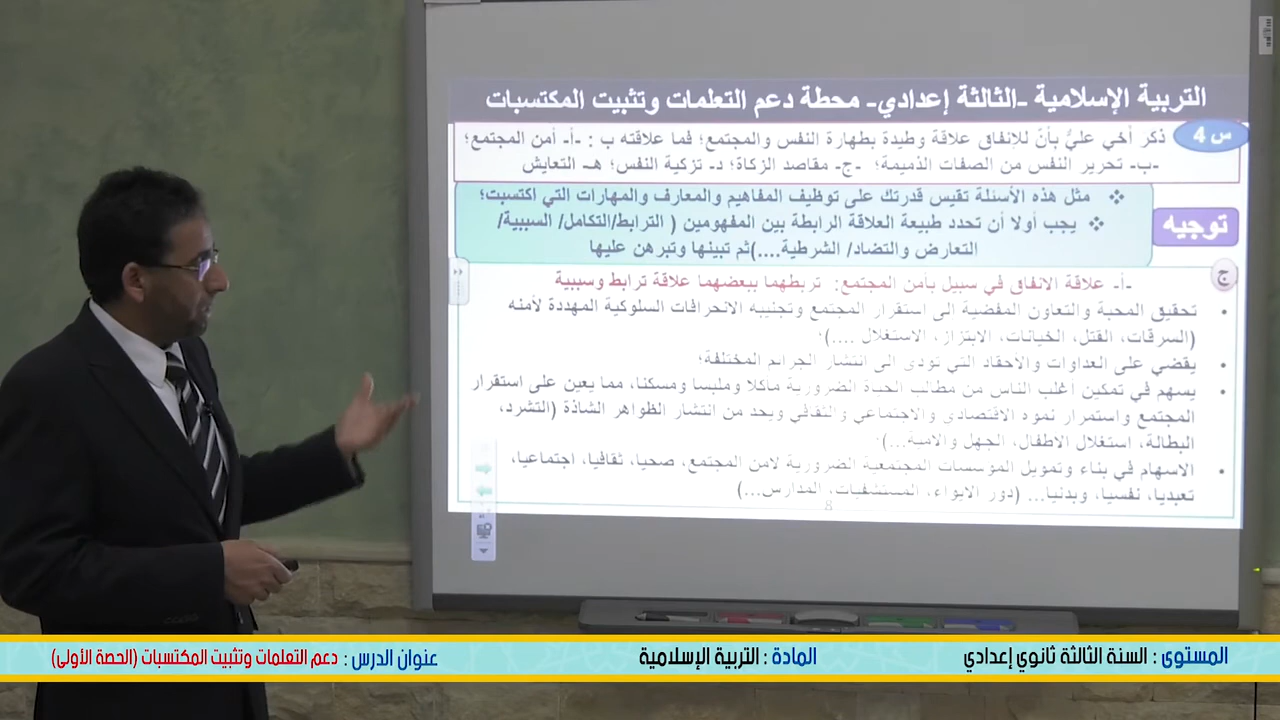 التربية الإسلامية -الثالثة إعدادي- محطة دعم التعلمات وتثبيت المكتسبات
س 4
ذكر أخي عليٌّ بأنّ للإنفاق علاقة وطيدة بطهارة النفس والمجتمع؛ فما علاقته ب : -أ- أمن المجتمع؛
-ب- تحرير النفس من الصفات الذميمة؛ -ج- مقاصد الزكاة؛ د- تزكية النفس؛ هـ- التعايش
توجيه
❖ مثل هذه الأسئلة تقيس قدرتك على توظيف المفاهيم والمعارف والمهارات التي اكتسبت؛
❖ يجب أولا أن تحدد طبيعة العلاقة الرابطة بين المفهومين ( الترابط/التكامل/ السببية/
التعارض والتضاد/ الشرطية....)ثم تبينها وتبرهن عليها
ج
-أ- علاقة الانفاق في سبيل بأمن المجتمع: تربطهما ببعضهما علاقة ترابط وسببية
• تحقيق المحبة والتعاون المفضية الى استقرار المجتمع وتجنيبه الانحرافات السلوكية المهددة لأمنه
(السرقات، القتل، الخيانات، الابتزاز، الاستغلال ....)؛
• يقضي على العداوات والاحقاد التي تؤدي الى انتشار الجرائم المختلفة؛
• يسهم في تمكين أغلب الناس من مطالب الحياة الضرورية مأكلا وملبسا ومسكنا، مما يعين على استقرار
المجتمع واستمرار نموه الاقتصادي والاجتماعي والثقافي ويحد من انتشار الظواهر الشاذة (التشرد،
البطالة، استغلال الاطفال، الجهل والامية...)؛
• الاسهام في بناء وتمويل المؤسسات المجتمعية الضرورية لامن المجتمع، صحيا، ثقافيا، اجتماعيا،
تعبديا، نفسيا، وبدنيا... (دور الايواء، المستشفيات، المدارس...)
8
المستوى : السنة الثالثة ثانوي إعدادي
المادة : التربية الإسلامية
عنوان الدرس : دعم التعلمات وتثبيت المكتسبات (الحصة الأولى)